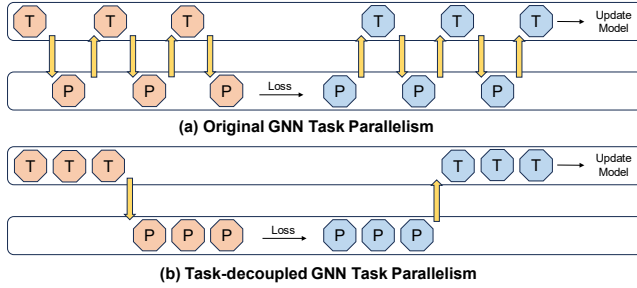 T T T T T T Update
Model
P P P Loss P P P
(a) Original GNN Task Parallelism
T T T T T T Update
Model
P P P Loss P P P
(b) Task-decoupled GNN Task Parallelism